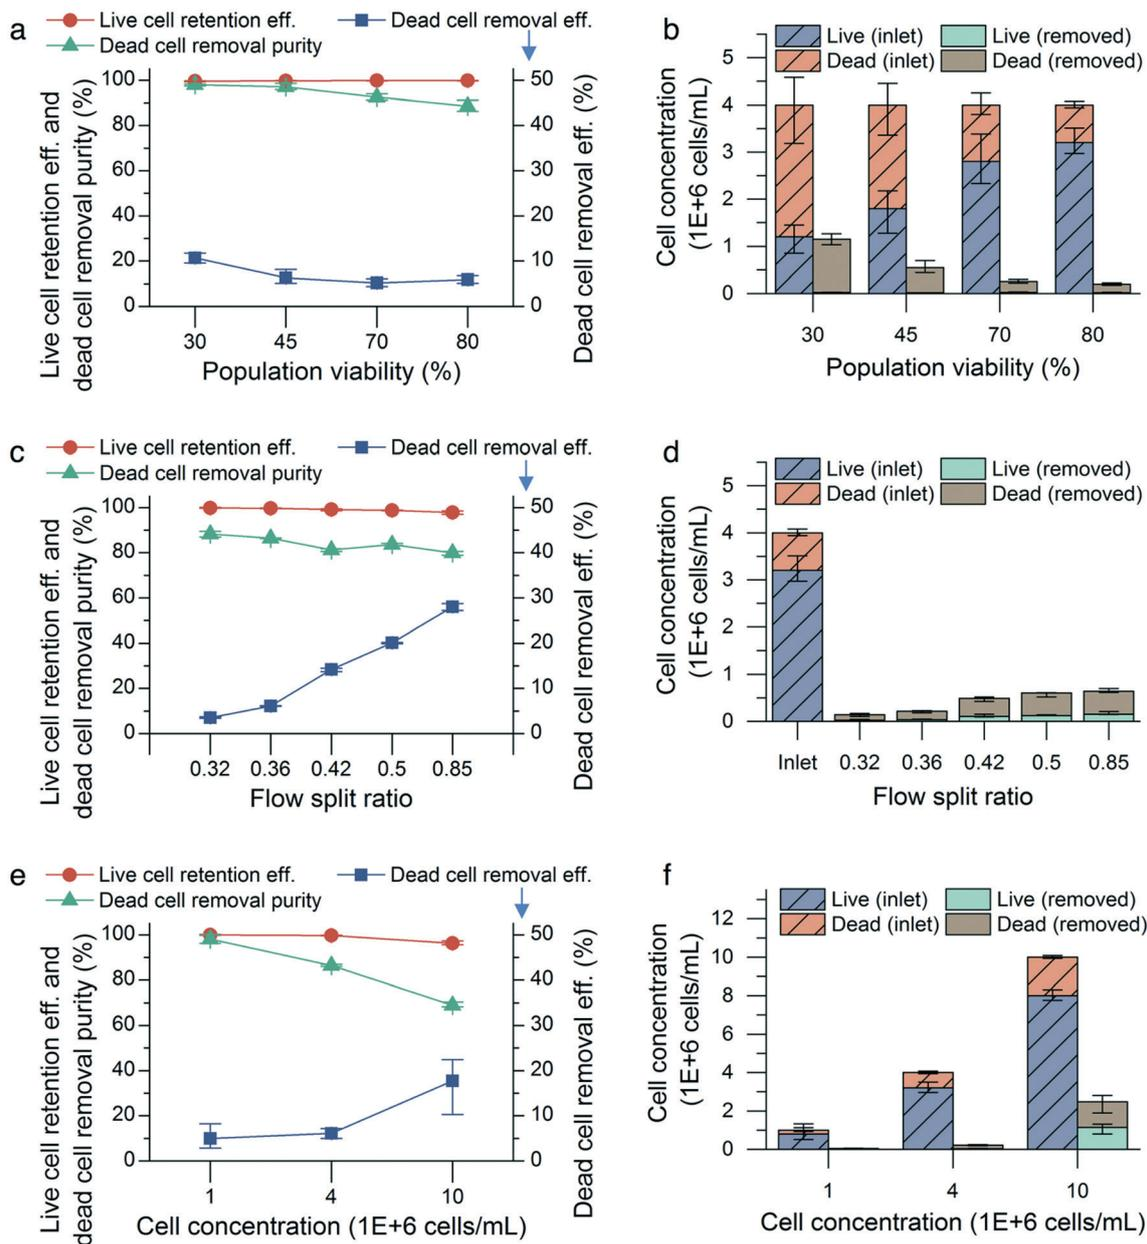 a
Live cell retention eff.
Dead cell removal eff.
Dead cell removal purity
Live cell retention eff. and
dead cell removal purity (%)
100
80
60
40
20
0
50
40
30
20
10
0
Dead cell removal eff. (%)
30 45 70 80
Population viability (%)
b
Live (inlet) Live (removed)
Dead (inlet) Dead (removed)
Cell concentration
(1E+6 cells/mL)
5
4
3
2
1
0
30 45 70 80
Population viability (%)
c
Live cell retention eff.
Dead cell removal eff.
Dead cell removal purity
Live cell retention eff. and
dead cell removal purity (%)
100
80
60
40
20
0
50
40
30
20
10
0
Dead cell removal eff. (%)
0.32 0.36 0.42 0.5 0.85
Flow split ratio
d
Live (inlet) Live (removed)
Dead (inlet) Dead (removed)
Cell concentration
(1E+6 cells/mL)
5
4
3
2
1
0
Inlet 0.32 0.36 0.42 0.5 0.85
Flow split ratio
e
Live cell retention eff.
Dead cell removal eff.
Dead cell removal purity
Live cell retention eff. and
dead cell removal purity (%)
100
80
60
40
20
0
50
40
30
20
10
0
Dead cell removal eff. (%)
1 4 10
Cell concentration (1E+6 cells/mL)
f
Live (inlet) Live (removed)
Dead (inlet) Dead (removed)
Cell concentration
(1E+6 cells/mL)
12
10
8
6
4
2
0
1 4 10
Cell concentration (1E+6 cells/mL)